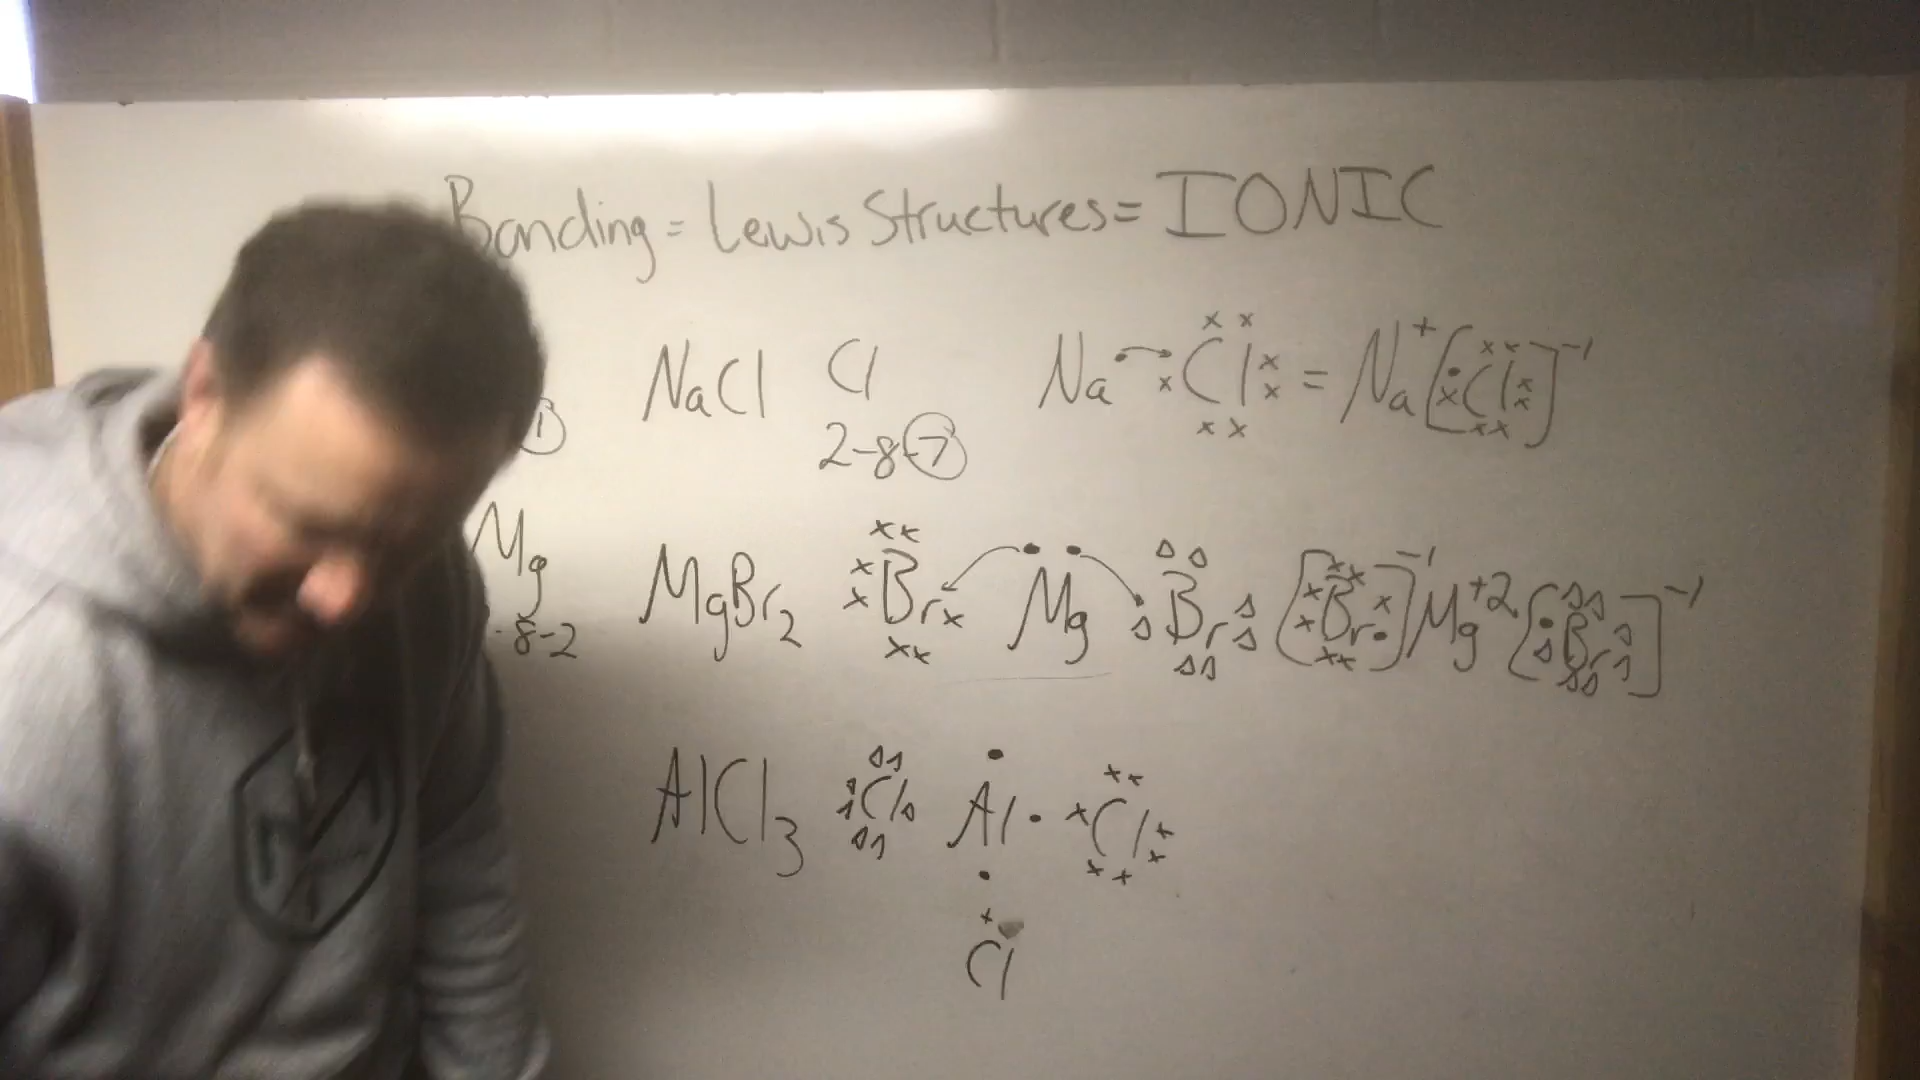 Bonding = Lewis Structures = IONIC
1 NaCl Cl Na Cl = Na+ [Cl]-1
2-8-7
Mg MgBr2 Br Mg Br [Br]-1 Mg+2 [Br]-1
-8-2
AlCl3 Cl Al Cl
Cl